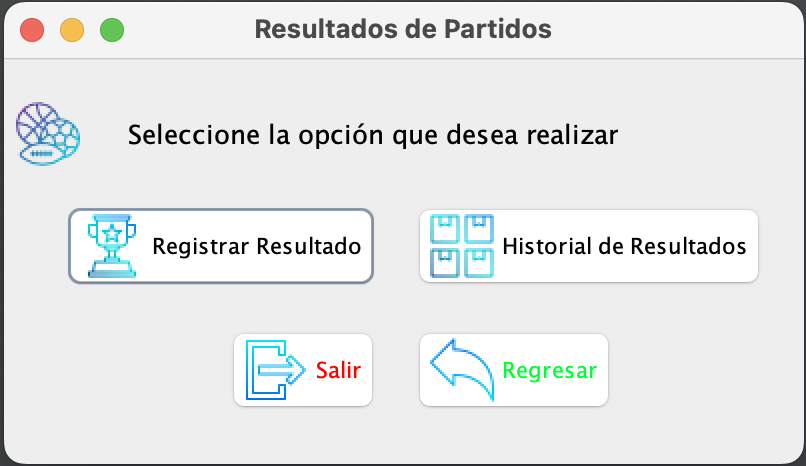 Resultados de Partidos
Seleccione la opción que desea realizar
Registrar Resultado
Historial de Resultados
Salir
Regresar